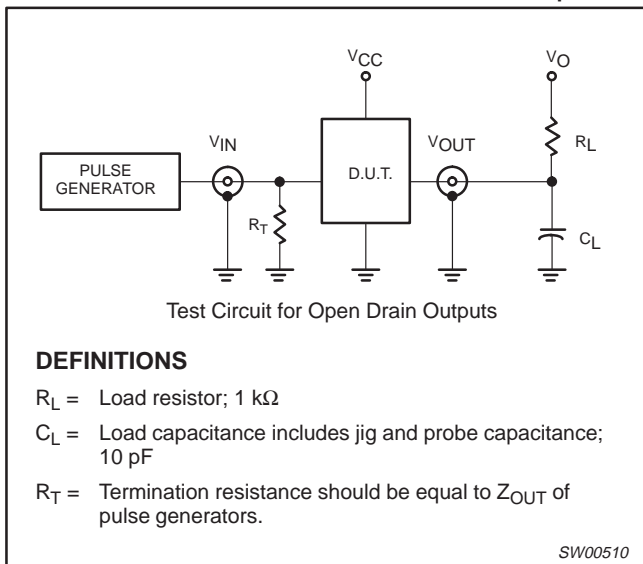 VCC
VO
VIN
VOUT
RL
PULSE
GENERATOR
D.U.T.
RT
CL
Test Circuit for Open Drain Outputs
DEFINITIONS
RL = Load resistor; 1 kΩ
CL = Load capacitance includes jig and probe capacitance;
10 pF
RT = Termination resistance should be equal to ZOUT of
pulse generators.
SW00510